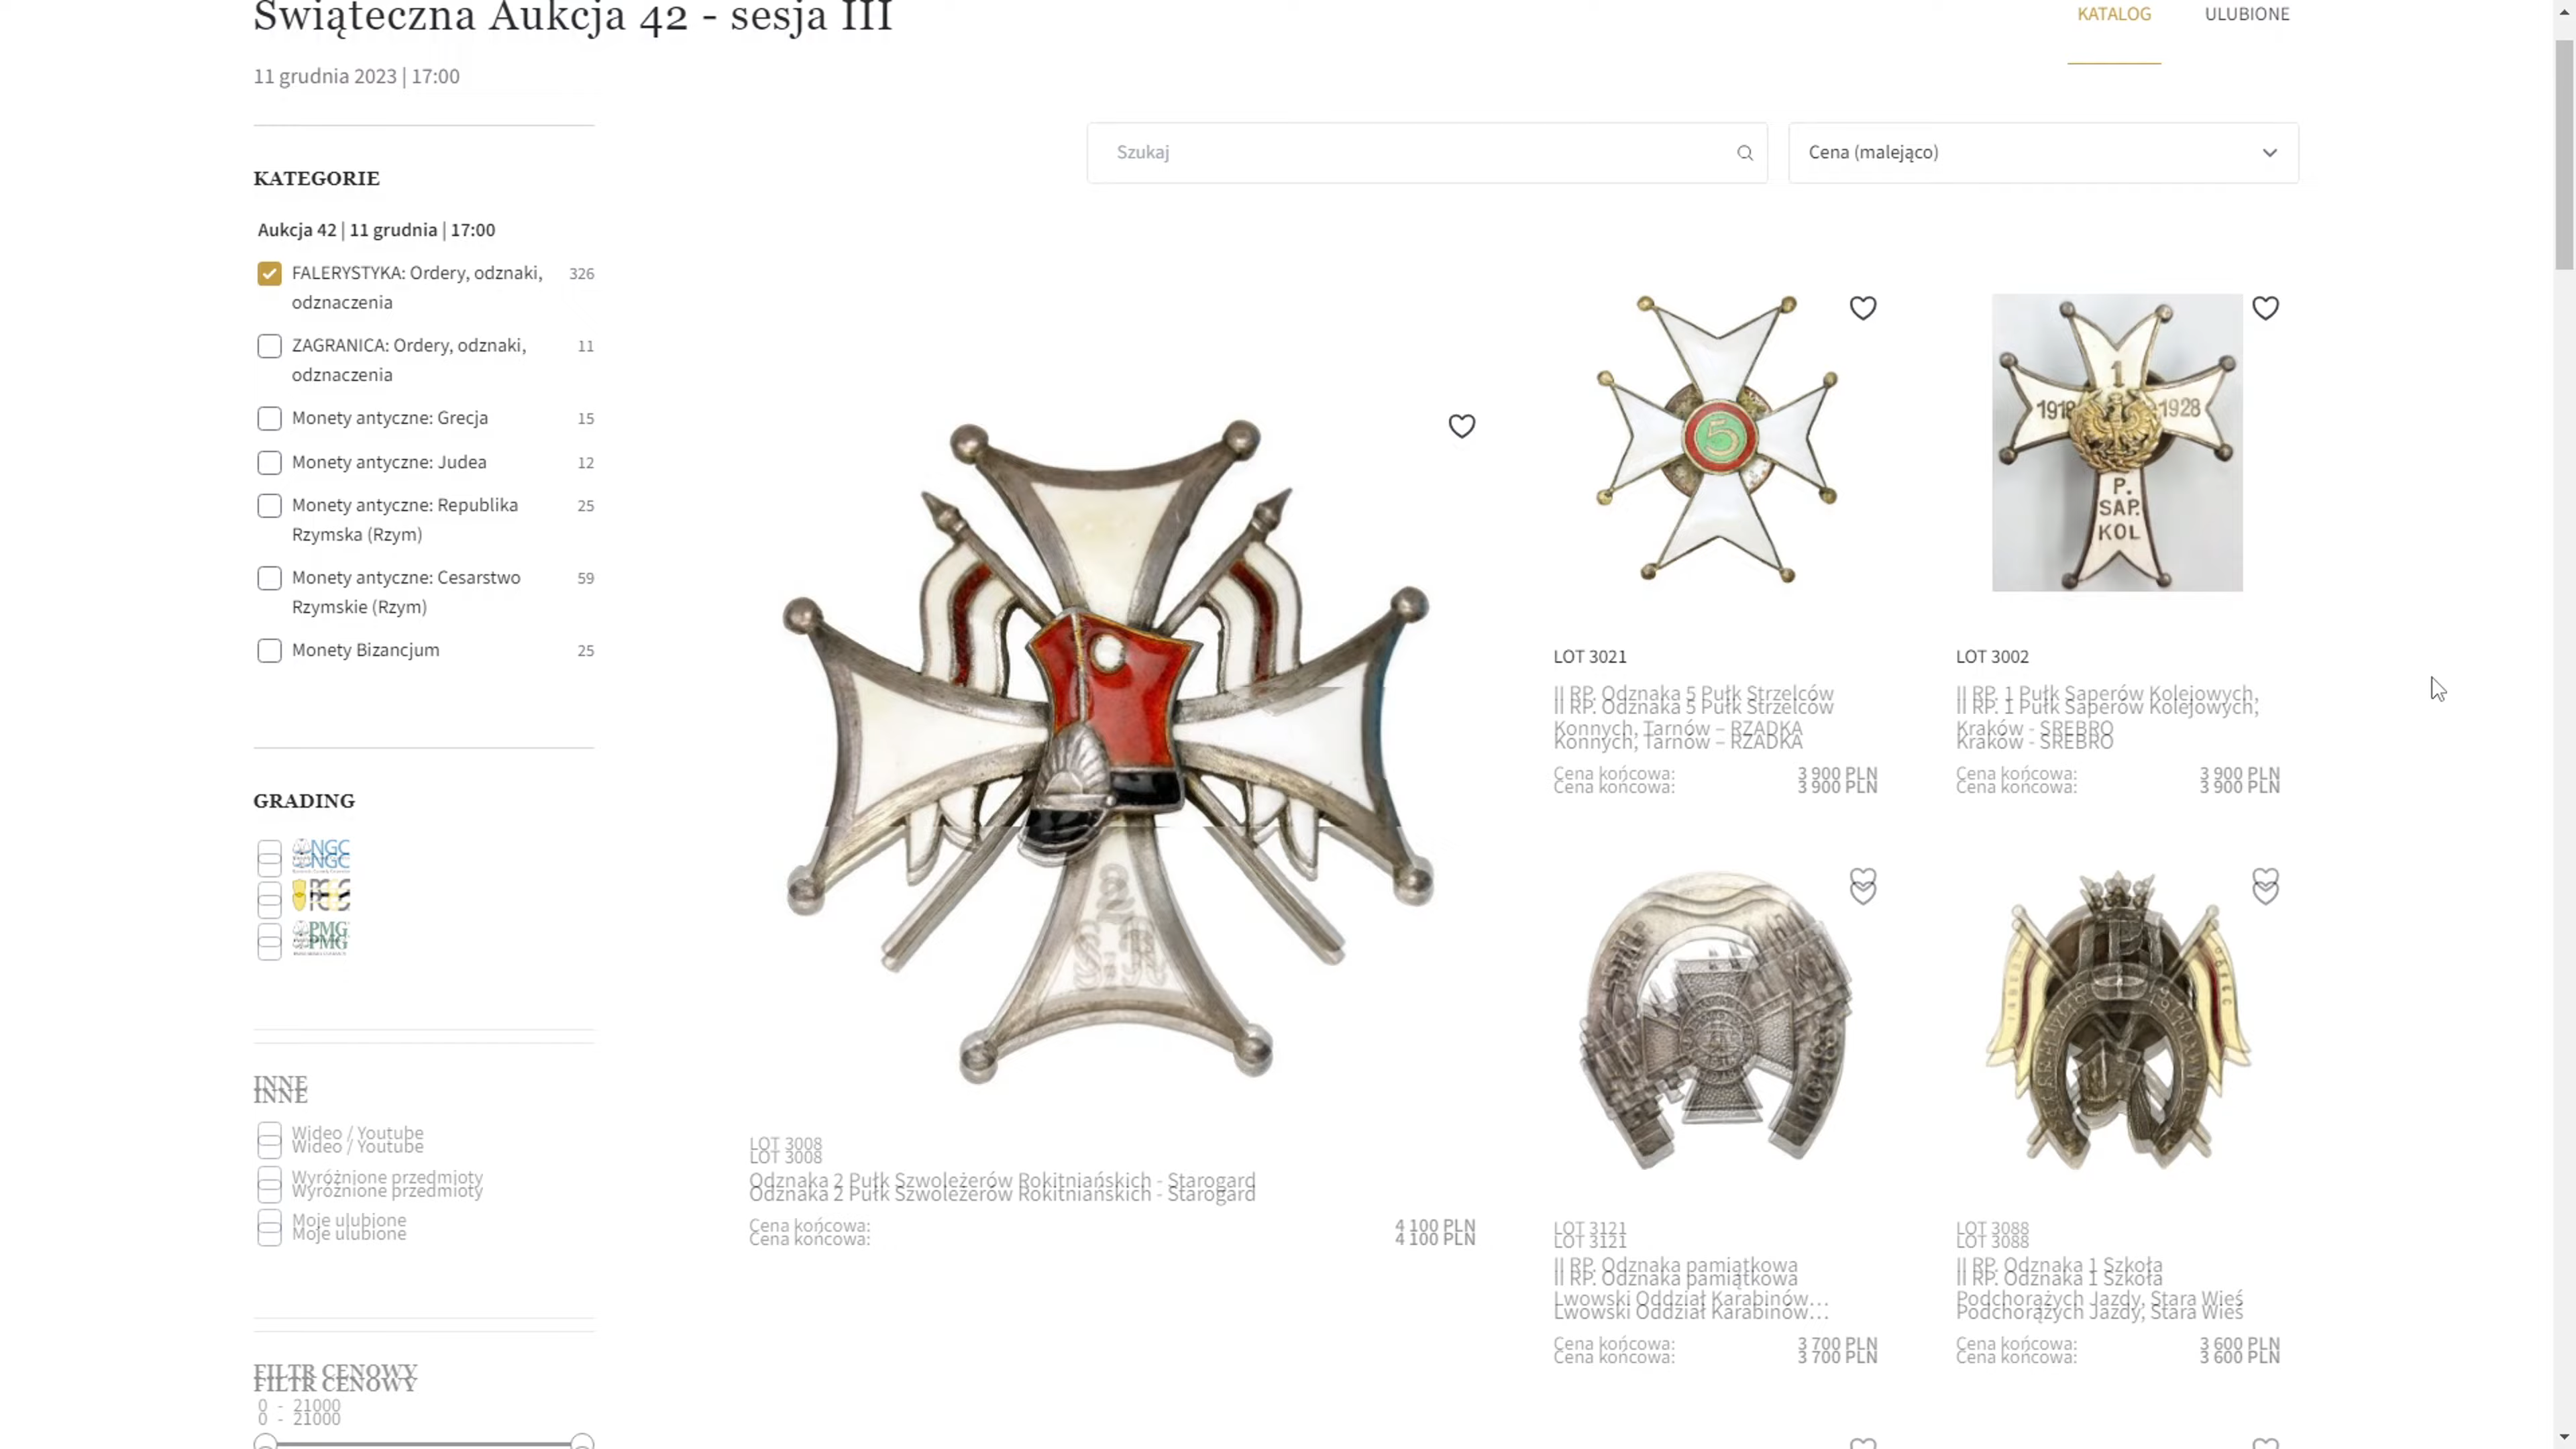 Świąteczna Aukcja 42 - sesja III
KATALOG
ULUBIONE
11 grudnia 2023 | 17:00
Szukaj
Cena (malejąco)
KATEGORIE
Aukcja 42 | 11 grudnia | 17:00
FALERYSTYKA: Ordery, odznaki, 326
odznaczenia
ZAGRANICA: Ordery, odznaki, 11
odznaczenia
Monety antyczne: Grecja 15
Monety antyczne: Judea 12
Monety antyczne: Republika 25
Rzymska (Rzym)
Monety antyczne: Cesarstwo 59
Rzymskie (Rzym)
Monety Bizancjum 25
GRADING
NGC
PMG
INNE
Wideo / Youtube
Wyróżnione przedmioty
Moje ulubione
FILTR CENOWY
0 - 21000
LOT 3008
Odznaka 2 Pułk Szwoleżerów Rokitniańskich - Starogard
Cena końcowa: 4 100 PLN
5
LOT 3021
II RP. Odznaka 5 Pułk Strzelców
Konnych, Tarnów – RZADKA
Cena końcowa: 3 900 PLN
1
1918 1928
P.
SAP.
KOL
LOT 3002
II RP. 1 Pułk Saperów Kolejowych,
Kraków - SREBRO
Cena końcowa: 3 900 PLN
LOT 3121
II RP. Odznaka pamiątkowa
Lwowski Oddział Karabinów...
Cena końcowa: 3 700 PLN
LOT 3088
II RP. Odznaka 1 Szkoła
Podchorążych Jazdy, Stara Wieś
Cena końcowa: 3 600 PLN